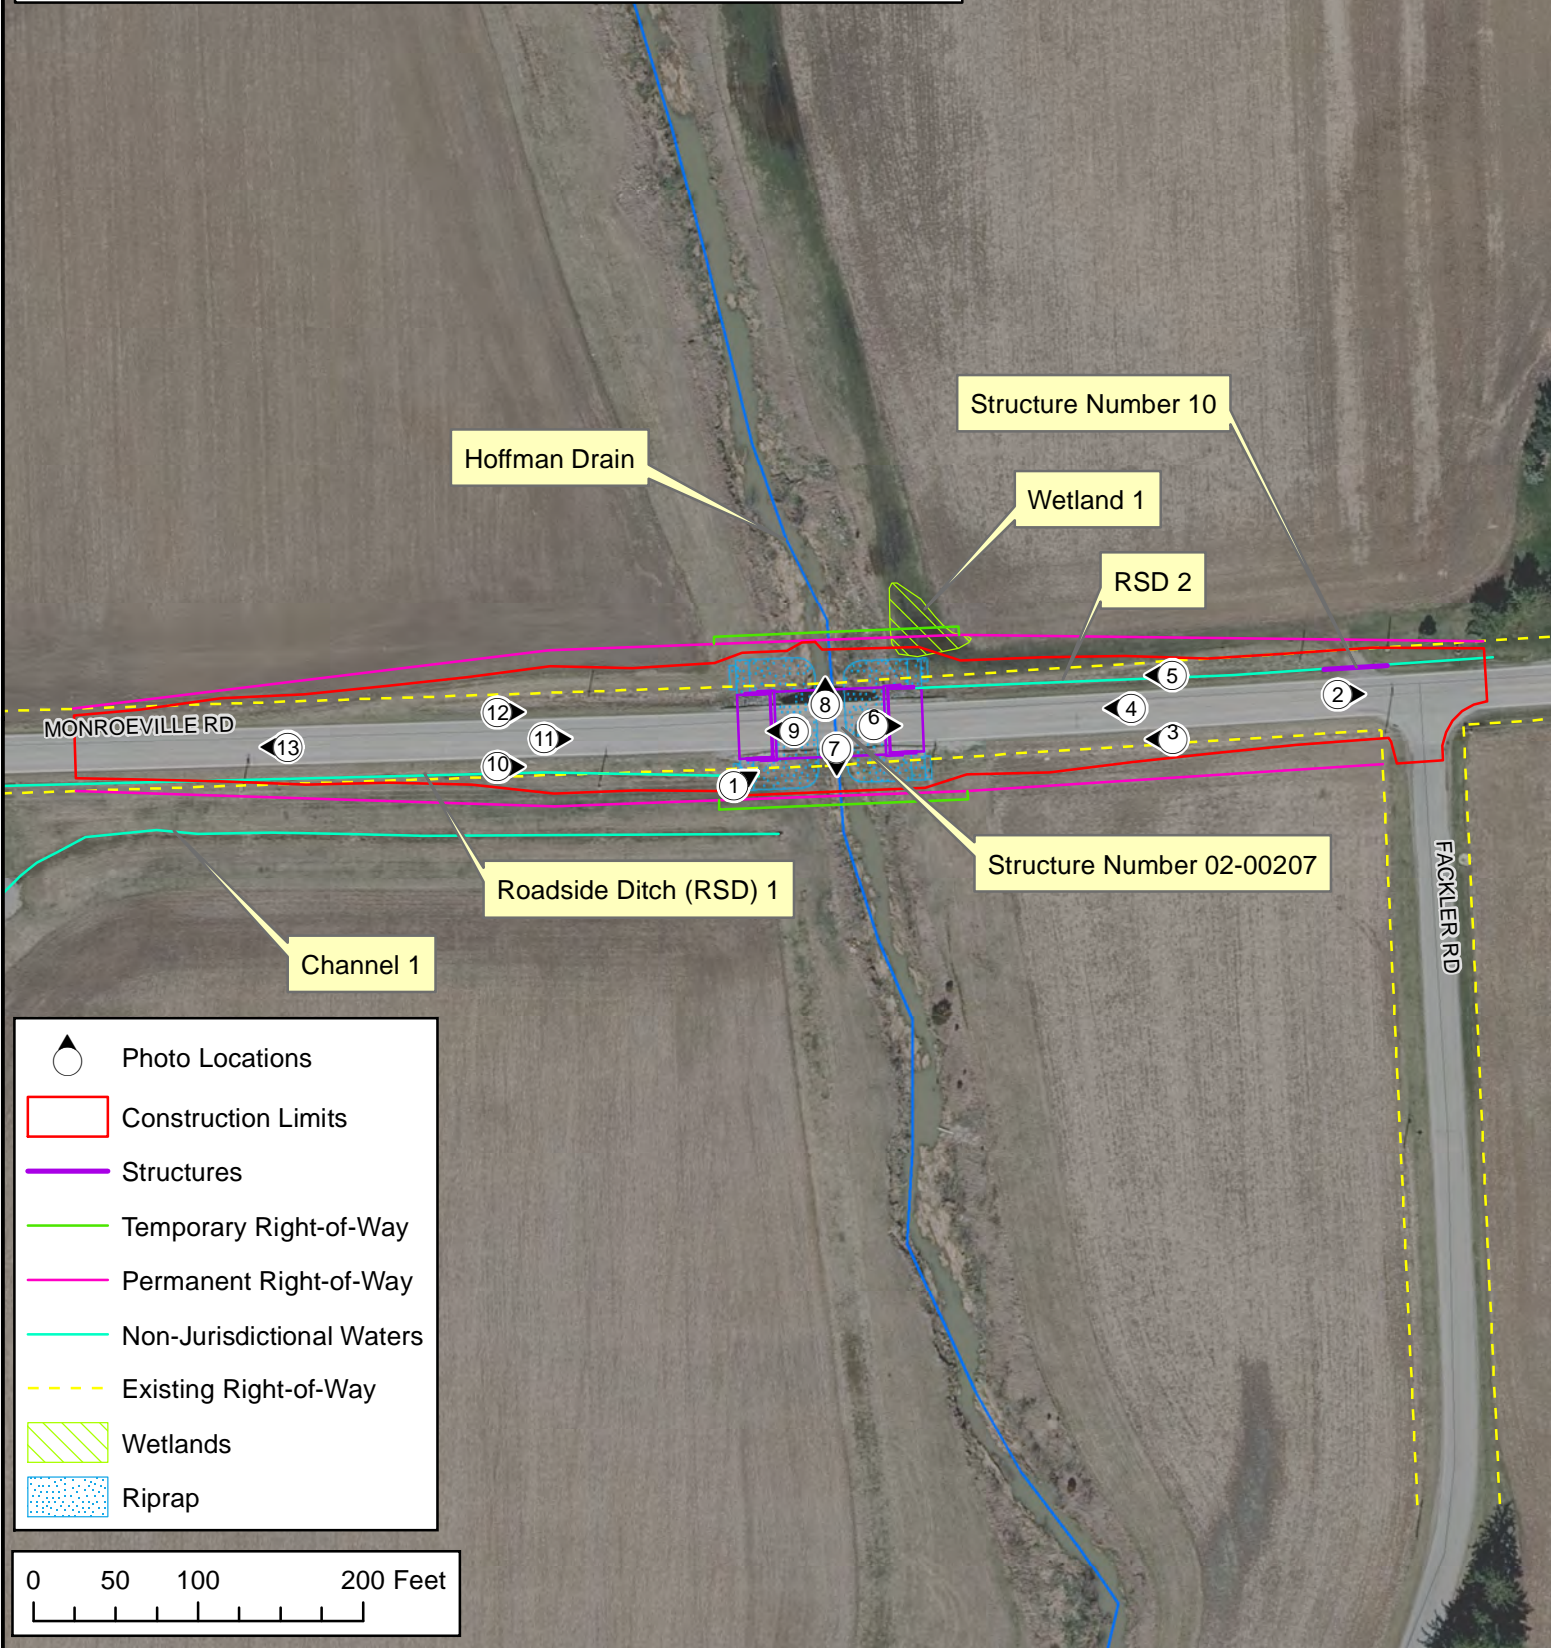 Structure Number 10
Hoffman Drain
Wetland 1
RSD 2
MONROEVILLE RD
1
2
3
4
5
6
7
8
9
10
11
12
13
Structure Number 02-00207
Roadside Ditch (RSD) 1
Channel 1
FACKLER RD
Photo Locations
Construction Limits
Structures
Temporary Right-of-Way
Permanent Right-of-Way
Non-Jurisdictional Waters
Existing Right-of-Way
Wetlands
Riprap
0 50 100 200 Feet